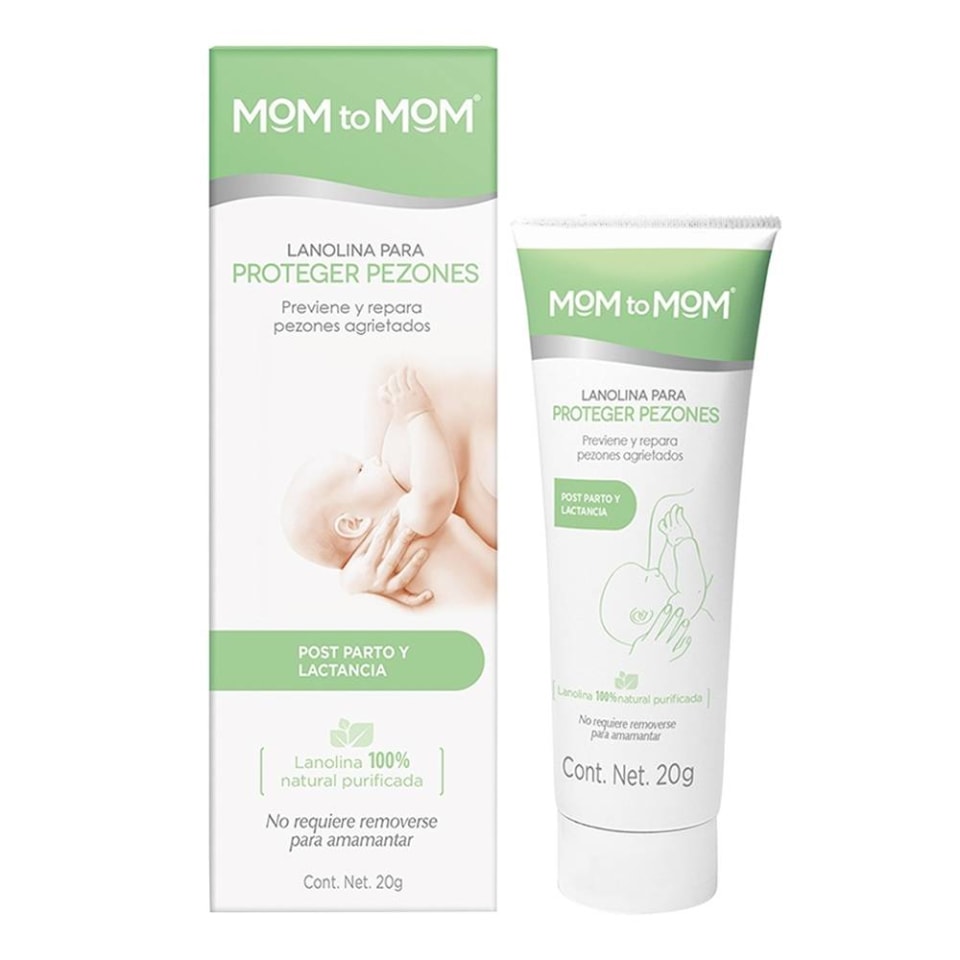 MOM to MOM®
LANOLINA PARA
PROTEGER PEZONES
Previene y repara
pezones agrietados
POST PARTO Y
LACTANCIA
Lanolina 100%
natural purificada
No requiere removerse
para amamantar
Cont. Net. 20g
MOM to MOM®
LANOLINA PARA
PROTEGER PEZONES
Previene y repara
pezones agrietados
POST PARTO Y
LACTANCIA
Lanolina 100% natural purificada
No requiere removerse
para amamantar
Cont. Net. 20g